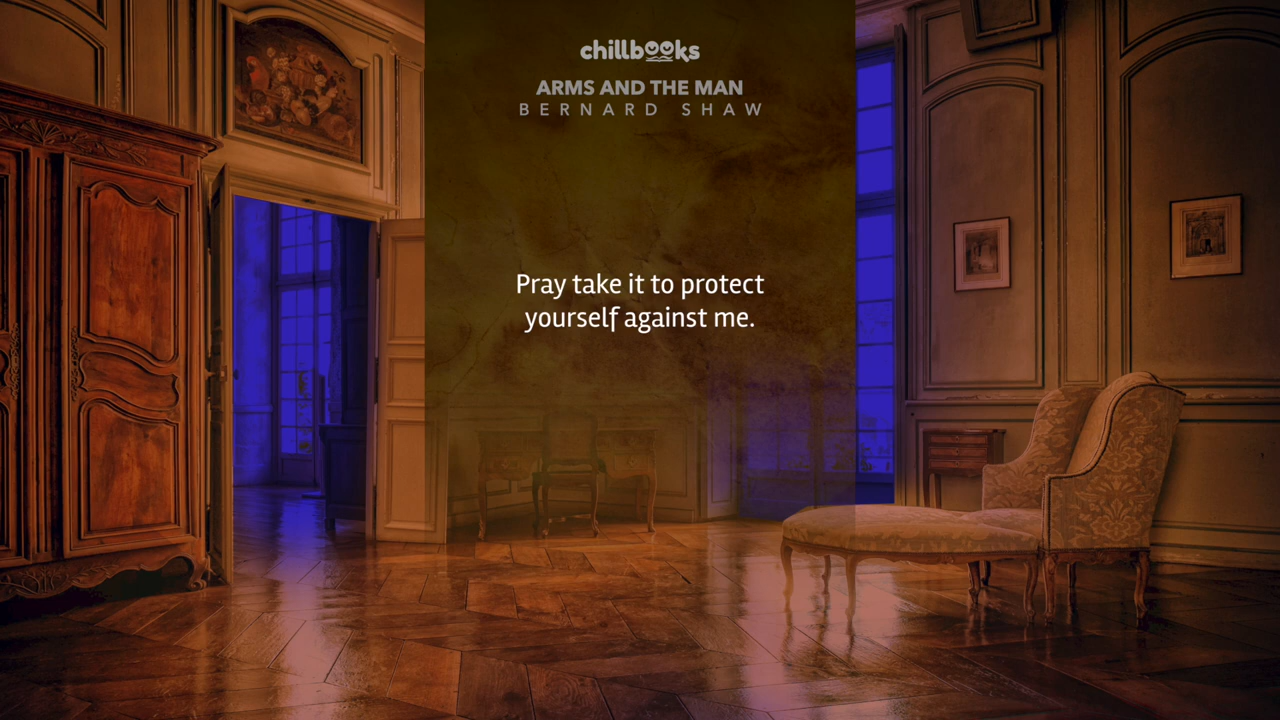 chillbooks
ARMS AND THE MAN
BERNARD SHAW
Pray take it to protect
yourself against me.